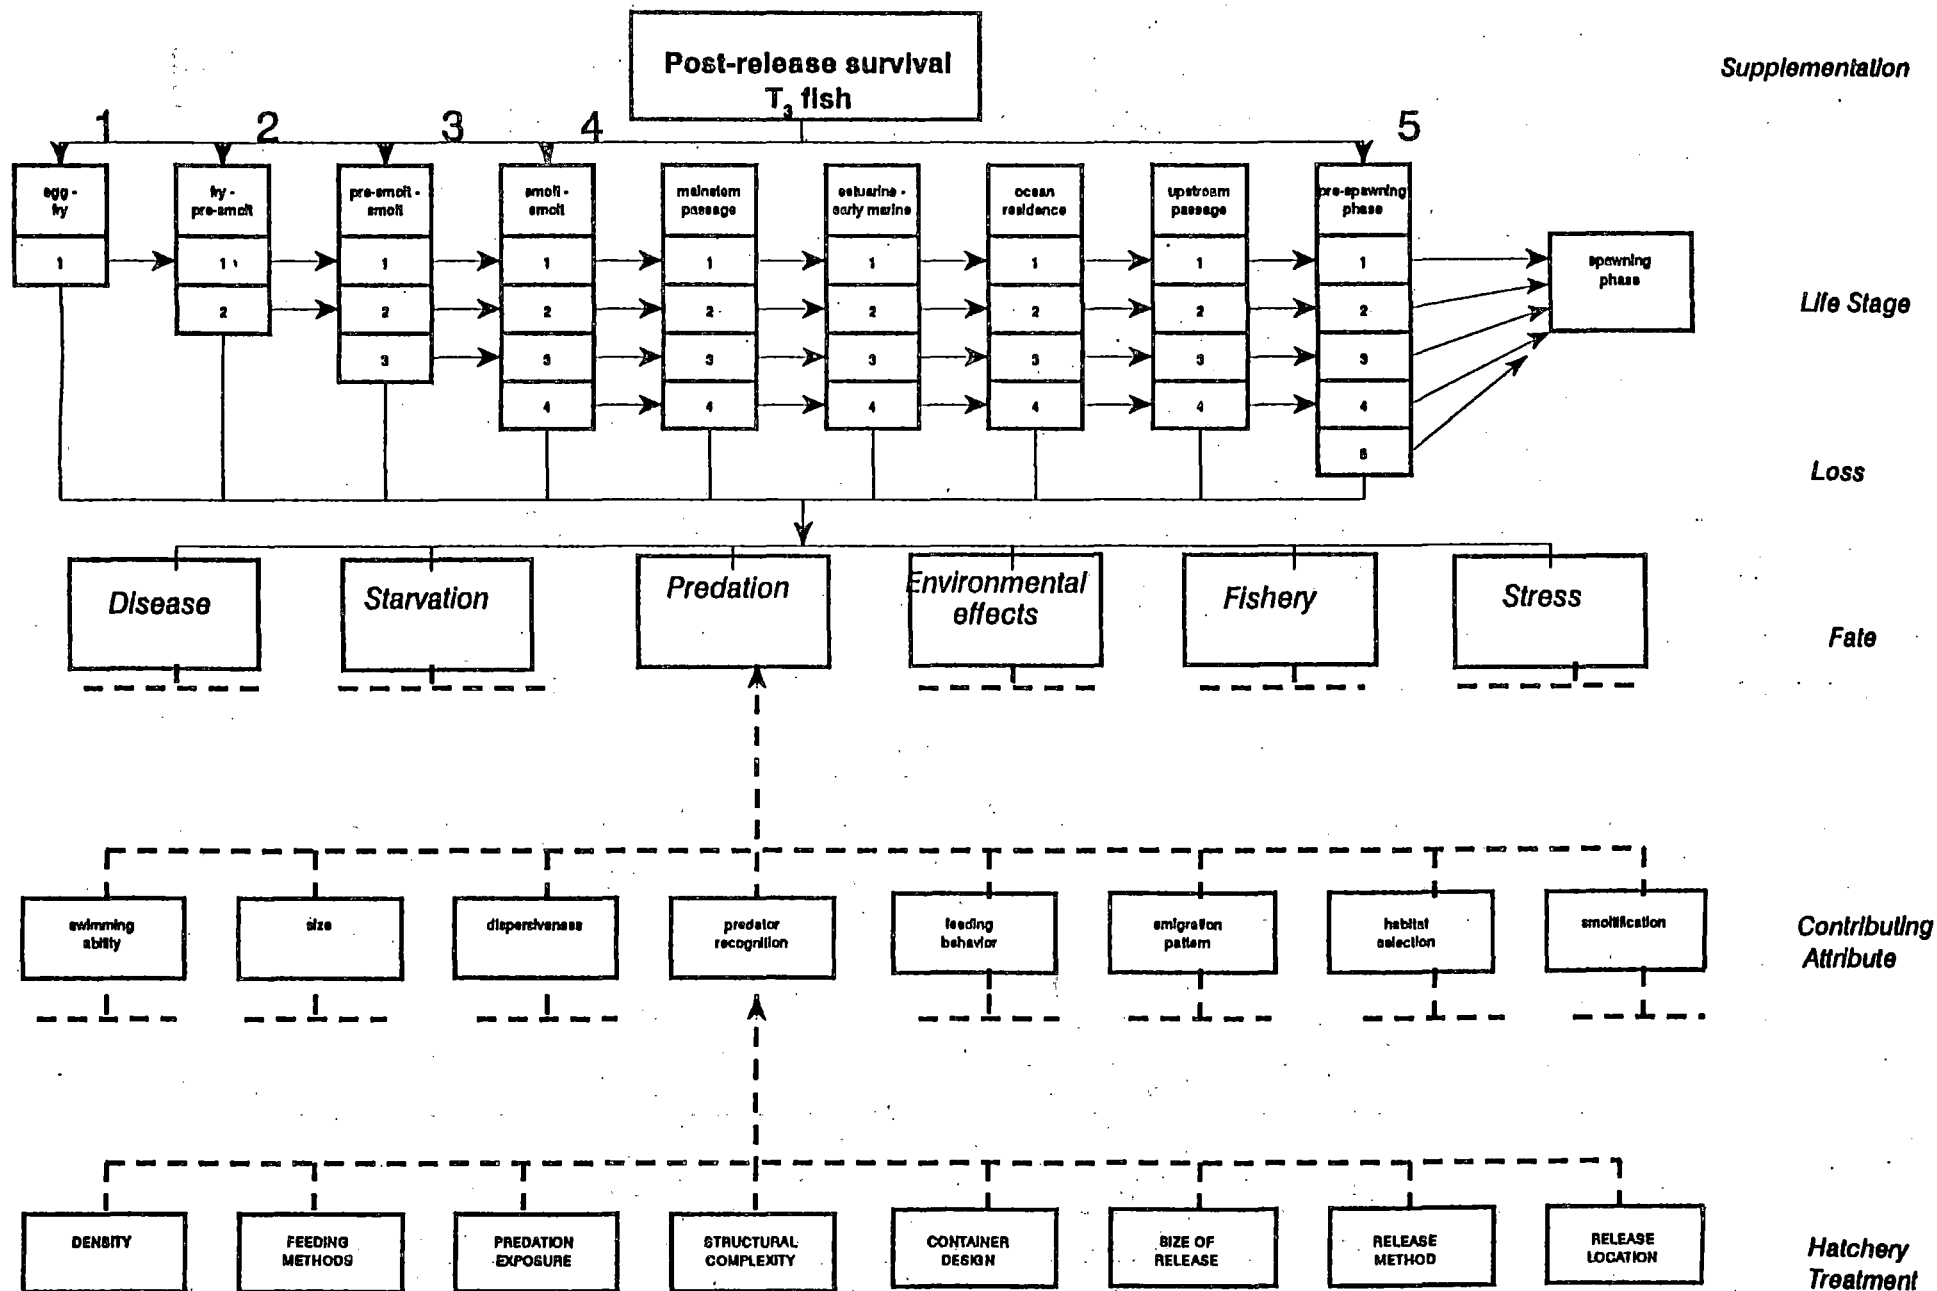 Post-release survival
T3 fish
Supplementation
1
2
3
4
5
egg -
fry
fry -
pre-smolt
pre-smolt -
smolt
smolt -
smolt
mainstem
passage
estuarine -
early marine
ocean
residence
upstream
passage
pre-spawning
phase
spawning
phase
1
1
1
1
1
1
1
1
1
2
2
2
2
2
2
2
2
3
3
3
3
3
3
3
4
4
4
4
4
4
5
Life Stage
Loss
Disease
Starvation
Predation
Environmental
effects
Fishery
Stress
Fate
swimming
ability
size
dispersiveness
predator
recognition
feeding
behavior
emigration
pattern
habitat
selection
smoltification
Contributing
Attribute
DENSITY
FEEDING
METHODS
PREDATION
EXPOSURE
STRUCTURAL
COMPLEXITY
CONTAINER
DESIGN
SIZE OF
RELEASE
RELEASE
METHOD
RELEASE
LOCATION
Hatchery
Treatment